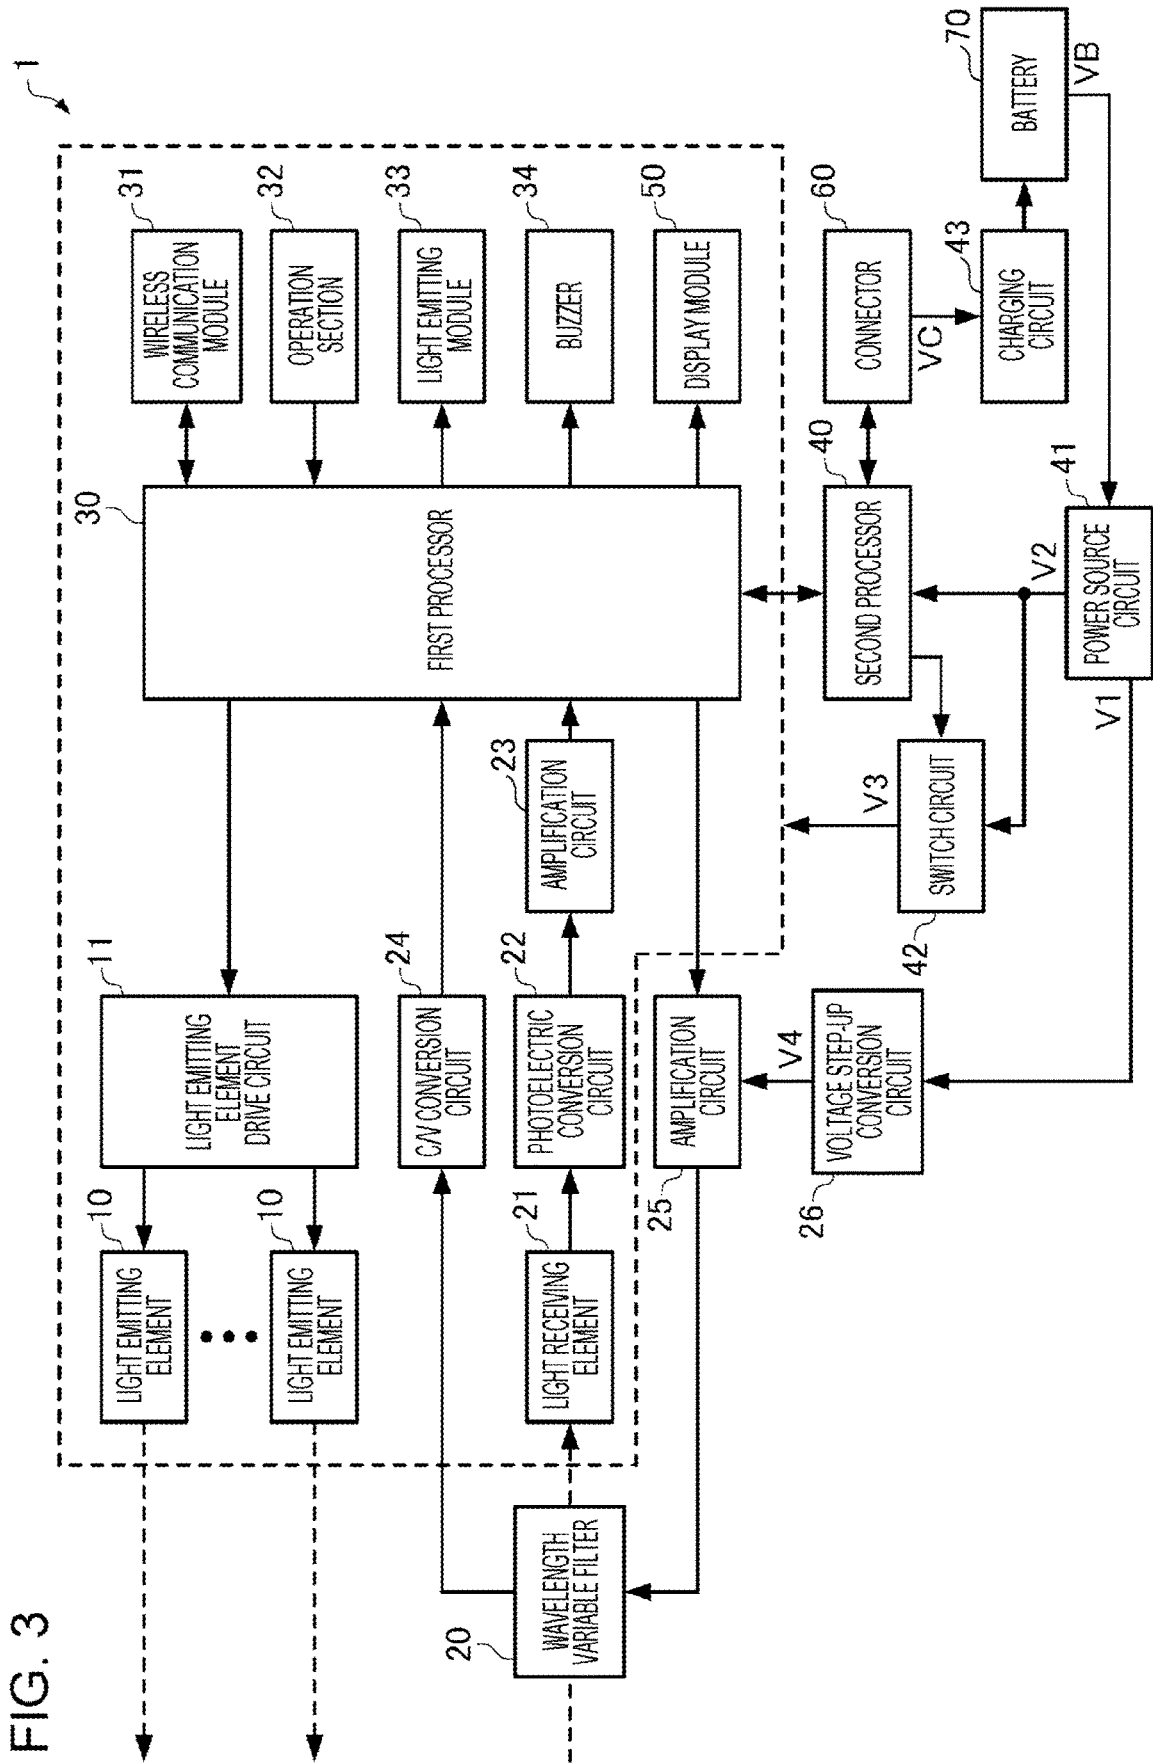 FIG. 3
1
10
LIGHT EMITTING
ELEMENT
10
LIGHT EMITTING
ELEMENT
11
LIGHT EMITTING
ELEMENT
DRIVE CIRCUIT
30
FIRST PROCESSOR
31
WIRELESS
COMMUNICATION
MODULE
32
OPERATION
SECTION
33
LIGHT EMITTING
MODULE
34
BUZZER
50
DISPLAY MODULE
20
WAVELENGTH
VARIABLE FILTER
24
C/V CONVERSION
CIRCUIT
21
LIGHT RECEIVING
ELEMENT
22
PHOTOELECTRIC
CONVERSION
CIRCUIT
23
AMPLIFICATION
CIRCUIT
25
AMPLIFICATION
CIRCUIT
V4
26
VOLTAGE STEP-UP
CONVERSION
CIRCUIT
V3
42
SWITCH CIRCUIT
40
SECOND PROCESSOR
60
CONNECTOR
VC
43
CHARGING
CIRCUIT
70
BATTERY
VB
V2
V1
41
POWER SOURCE
CIRCUIT